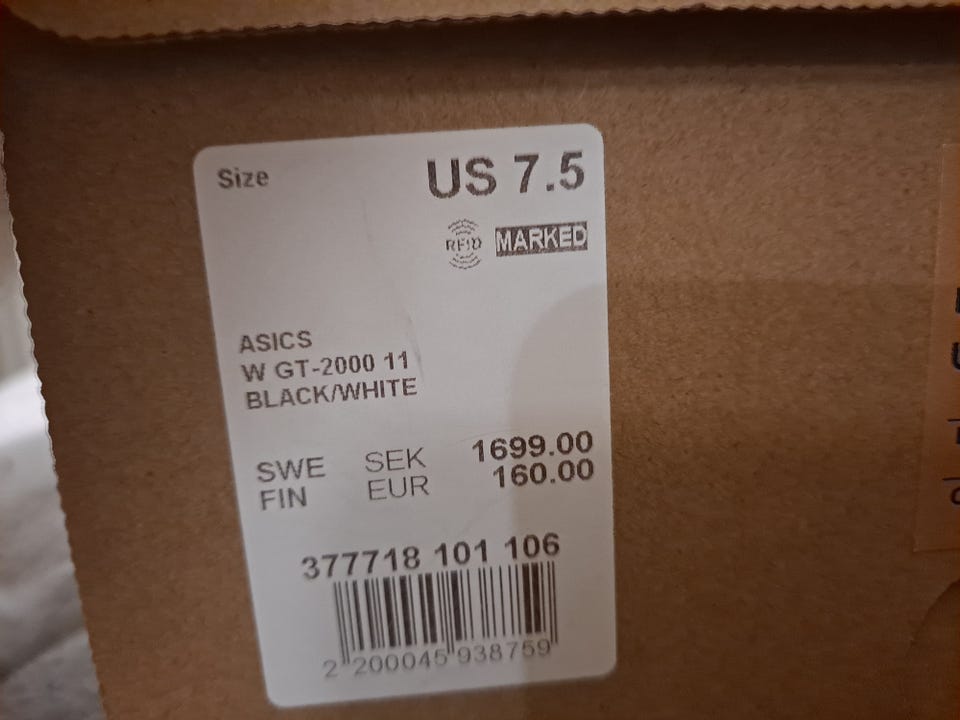 Size US 7.5
RFID MARKED
ASICS
W GT-2000 11
BLACK/WHITE
SWE SEK 1699.00
FIN EUR 160.00
377718 101 106
2 200045 938759